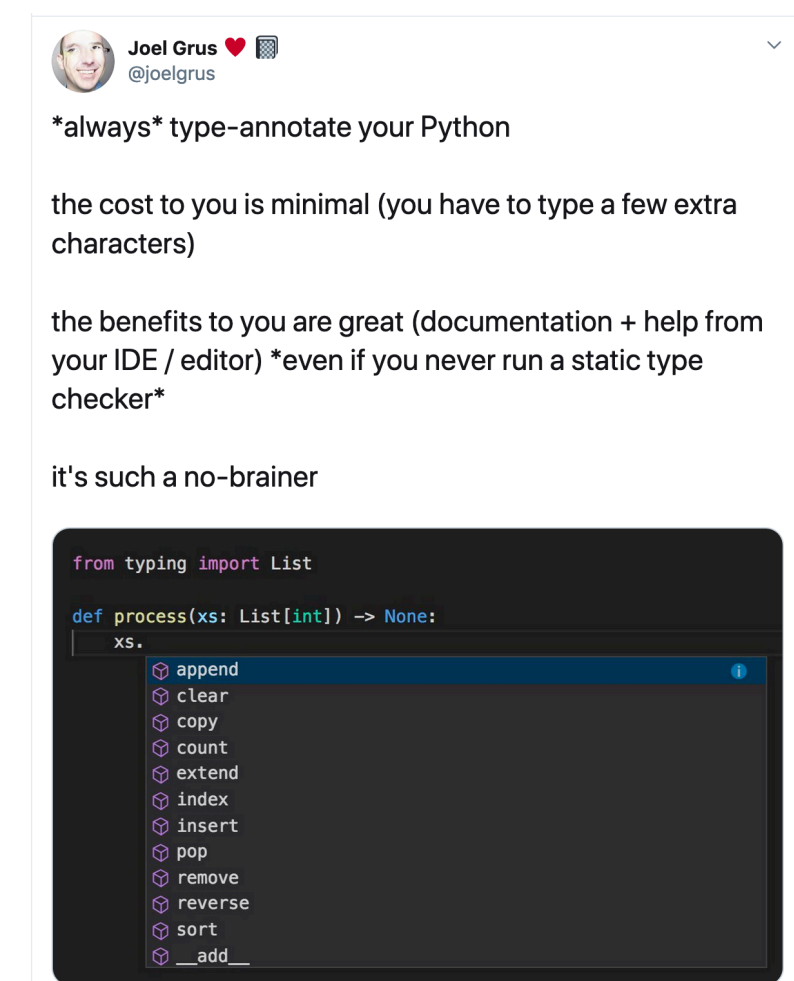 Joel Grus ❤️ 📓
@joelgrus
*always* type-annotate your Python
the cost to you is minimal (you have to type a few extra
characters)
the benefits to you are great (documentation + help from
your IDE / editor) *even if you never run a static type
checker*
it's such a no-brainer
from typing import List
def process(xs: List[int]) -> None:
xs.
append
clear
copy
count
extend
index
insert
pop
remove
reverse
sort
__add__